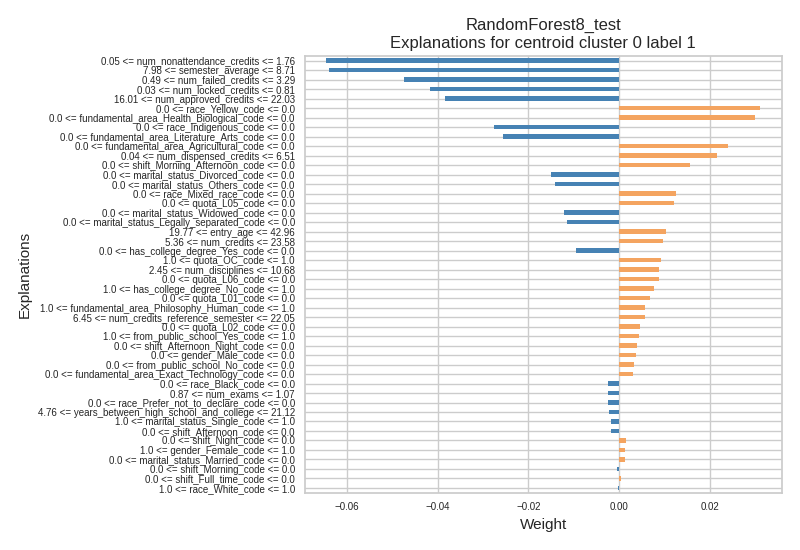 RandomForest8_test
Explanations for centroid cluster 0 label 1
0.05 <= num_nonattendance_credits <= 1.76
7.98 <= semester_average <= 8.71
0.49 <= num_failed_credits <= 3.29
0.03 <= num_locked_credits <= 0.81
16.01 <= num_approved_credits <= 22.03
0.0 <= race_Yellow_code <= 0.0
0.0 <= fundamental_area_Health_Biological_code <= 0.0
0.0 <= race_Indigenous_code <= 0.0
0.0 <= fundamental_area_Literature_Arts_code <= 0.0
0.0 <= fundamental_area_Agricultural_code <= 0.0
0.04 <= num_dispensed_credits <= 6.51
0.0 <= shift_Morning_Afternoon_code <= 0.0
0.0 <= marital_status_Divorced_code <= 0.0
0.0 <= marital_status_Others_code <= 0.0
0.0 <= race_Mixed_race_code <= 0.0
0.0 <= quota_L05_code <= 0.0
0.0 <= marital_status_Widowed_code <= 0.0
0.0 <= marital_status_Legally_separated_code <= 0.0
19.77 <= entry_age <= 42.96
5.36 <= num_credits <= 23.58
0.0 <= has_college_degree_Yes_code <= 0.0
1.0 <= quota_OC_code <= 1.0
2.45 <= num_disciplines <= 10.68
0.0 <= quota_L06_code <= 0.0
1.0 <= has_college_degree_No_code <= 1.0
0.0 <= quota_L01_code <= 0.0
1.0 <= fundamental_area_Philosophy_Human_code <= 1.0
6.45 <= num_credits_reference_semester <= 22.05
0.0 <= quota_L02_code <= 0.0
1.0 <= from_public_school_Yes_code <= 1.0
0.0 <= shift_Afternoon_Night_code <= 0.0
0.0 <= gender_Male_code <= 0.0
0.0 <= from_public_school_No_code <= 0.0
0.0 <= fundamental_area_Exact_Technology_code <= 0.0
0.0 <= race_Black_code <= 0.0
0.87 <= num_exams <= 1.07
0.0 <= race_Prefer_not_to_declare_code <= 0.0
4.76 <= years_between_high_school_and_college <= 21.12
1.0 <= marital_status_Single_code <= 1.0
0.0 <= shift_Afternoon_code <= 0.0
0.0 <= shift_Night_code <= 0.0
1.0 <= gender_Female_code <= 1.0
0.0 <= marital_status_Married_code <= 0.0
0.0 <= shift_Morning_code <= 0.0
0.0 <= shift_Full_time_code <= 0.0
1.0 <= race_White_code <= 1.0
Explanations
−0.06 −0.04 −0.02 0.00 0.02
Weight